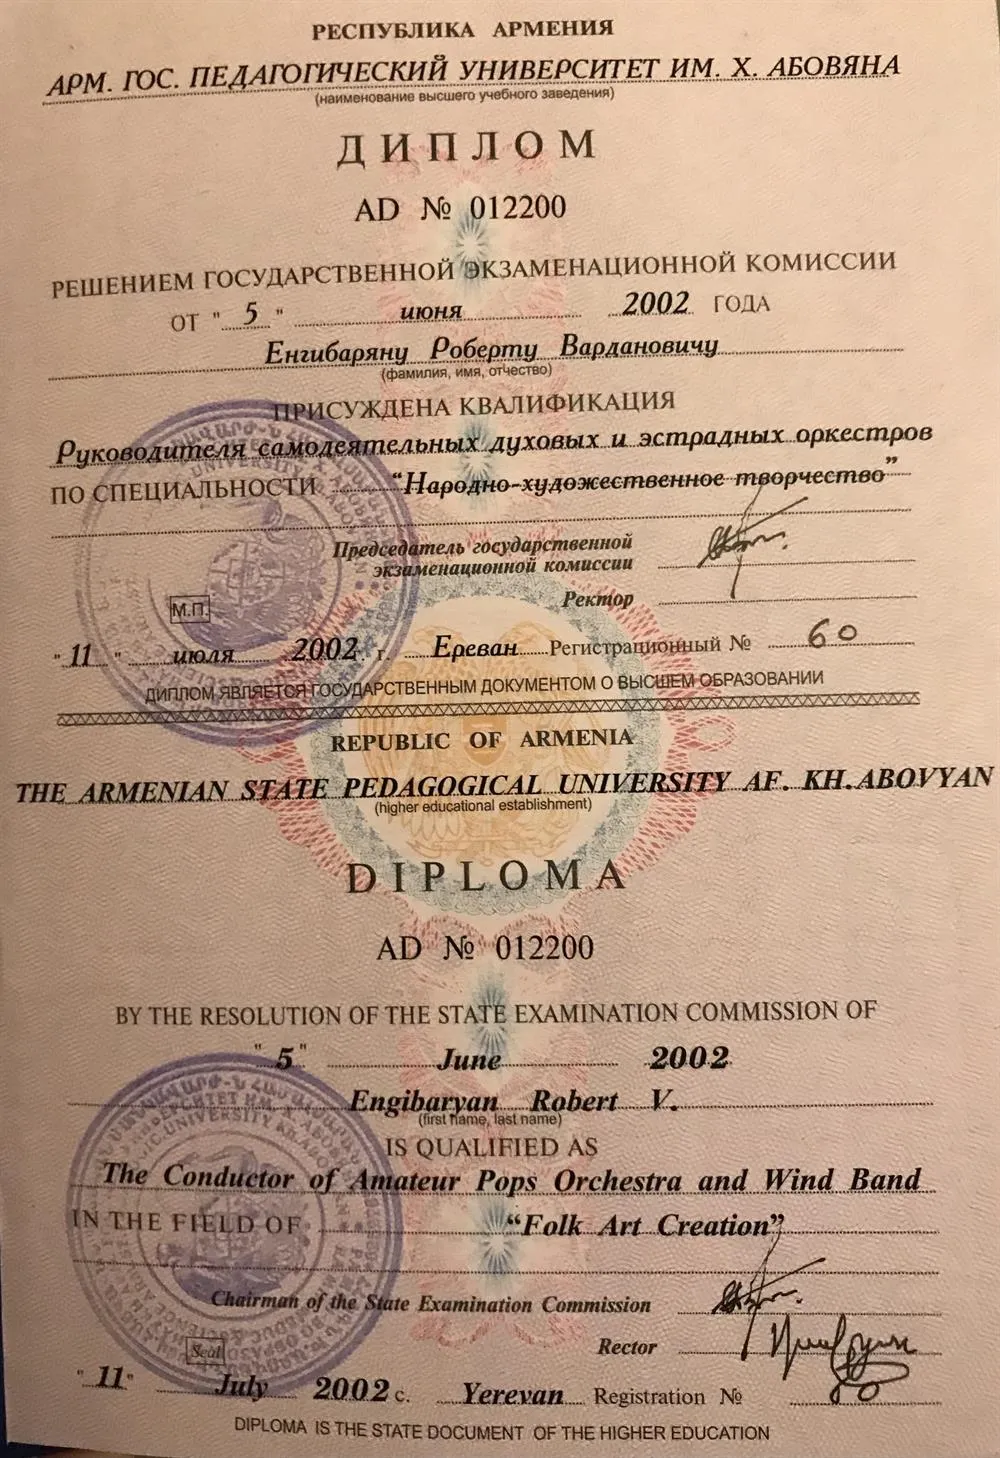 РЕСПУБЛИКА АРМЕНИЯ
АРМ. ГОС. ПЕДАГОГИЧЕСКИЙ УНИВЕРСИТЕТ ИМ. Х. АБОВЯНА
(наименование высшего учебного заведения)
ДИПЛОМ
AD № 012200
РЕШЕНИЕМ ГОСУДАРСТВЕННОЙ ЭКЗАМЕНАЦИОННОЙ КОМИССИИ
ОТ " 5 " июня 2002 ГОДА
Енгибаряну Роберту Вардановичу
(фамилия, имя, отчество)
ПРИСУЖДЕНА КВАЛИФИКАЦИЯ
Руководителя самодеятельных духовых и эстрадных оркестров
ПО СПЕЦИАЛЬНОСТИ "Народно-художественное творчество"
Председатель государственной
экзаменационной комиссии
Ректор
М.П.
" 11 " июля 2002 г. Ереван Регистрационный № 60
ДИПЛОМ ЯВЛЯЕТСЯ ГОСУДАРСТВЕННЫМ ДОКУМЕНТОМ О ВЫСШЕМ ОБРАЗОВАНИИ
REPUBLIC OF ARMENIA
THE ARMENIAN STATE PEDAGOGICAL UNIVERSITY AF. KH.ABOVYAN
(higher educational establishment)
DIPLOMA
AD № 012200
BY THE RESOLUTION OF THE STATE EXAMINATION COMMISSION OF
" 5 " June 2002
Engibaryan Robert V.
(first name, last name)
IS QUALIFIED AS
The Conductor of Amateur Pops Orchestra and Wind Band
IN THE FIELD OF "Folk Art Creation"
Chairman of the State Examination Commission
Rector
Seal
" 11 " July 2002 c. Yerevan Registration № 60
DIPLOMA IS THE STATE DOCUMENT OF THE HIGHER EDUCATION